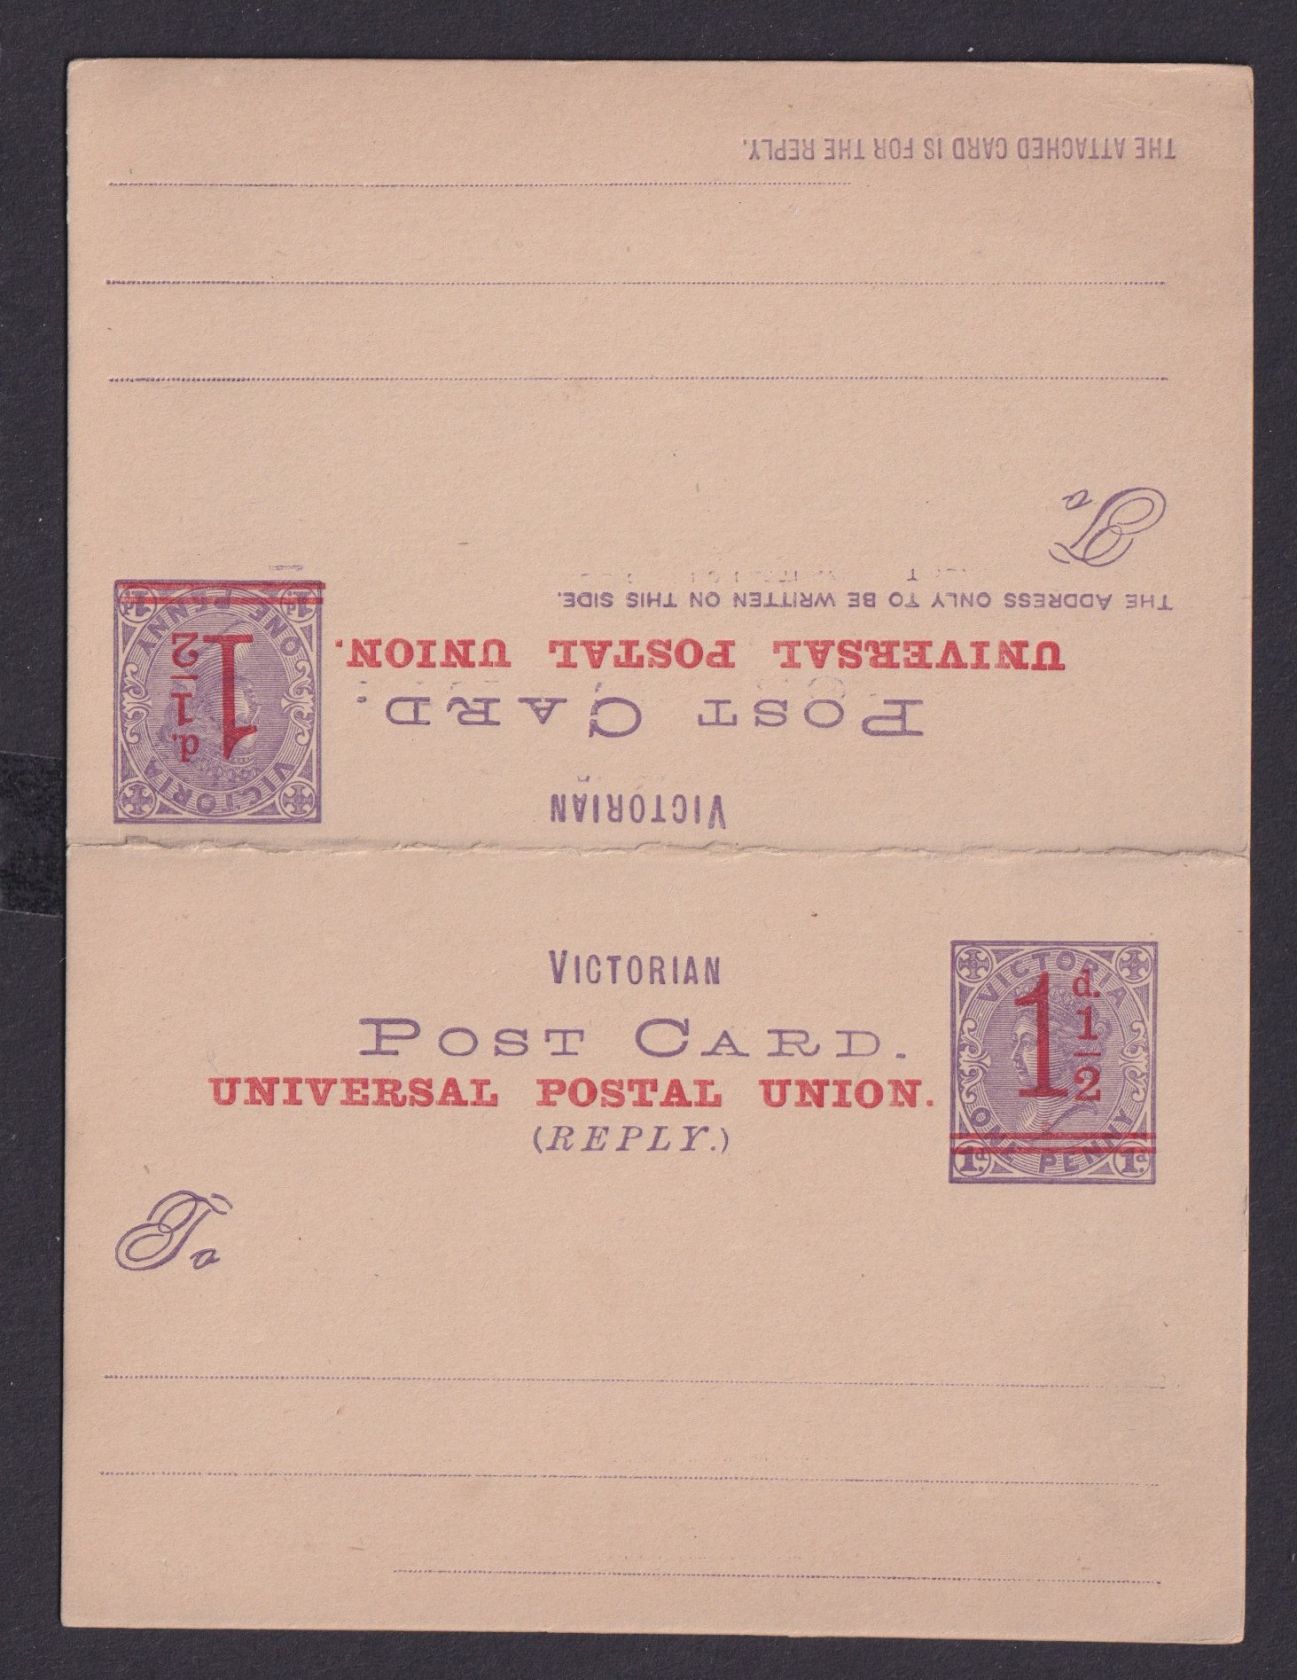 THE ATTACHED CARD IS FOR THE REPLY.
To
THE ADDRESS ONLY TO BE WRITTEN ON THIS SIDE.
UNIVERSAL POSTAL UNION.
POST CARD.
VICTORIAN
VICTORIA
ONE PENNY
1d.
1d.
1½d.
VICTORIAN
POST CARD.
UNIVERSAL POSTAL UNION.
(REPLY.)
To
VICTORIA
1½d.
ONE PENNY
1d.
1d.